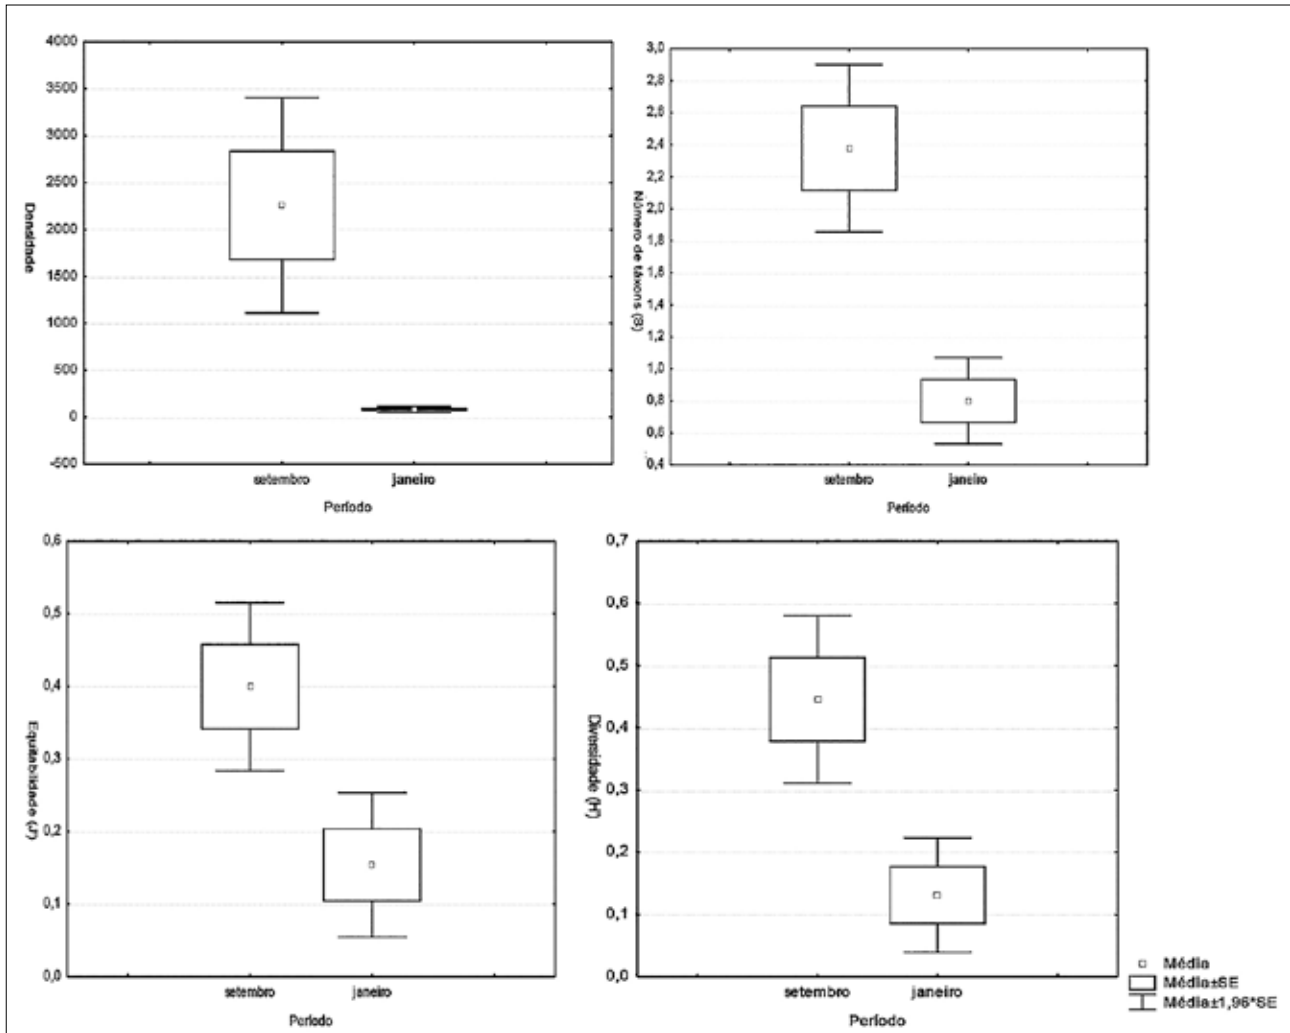 4000
3500
3000
2500
2000
1500
1000
500
0
-500
Densidade
setembro janeiro
Período
3,0
2,8
2,6
2,4
2,2
2,0
1,8
1,6
1,4
1,2
1,0
0,8
0,6
0,4
Número de táxons (S)
setembro janeiro
Período
0,6
0,5
0,4
0,3
0,2
0,1
0,0
Equitabilidade (J')
setembro janeiro
Período
0,7
0,6
0,5
0,4
0,3
0,2
0,1
0,0
Diversidade (H')
setembro janeiro
Período
Média
Média±SE
Média±1,96*SE